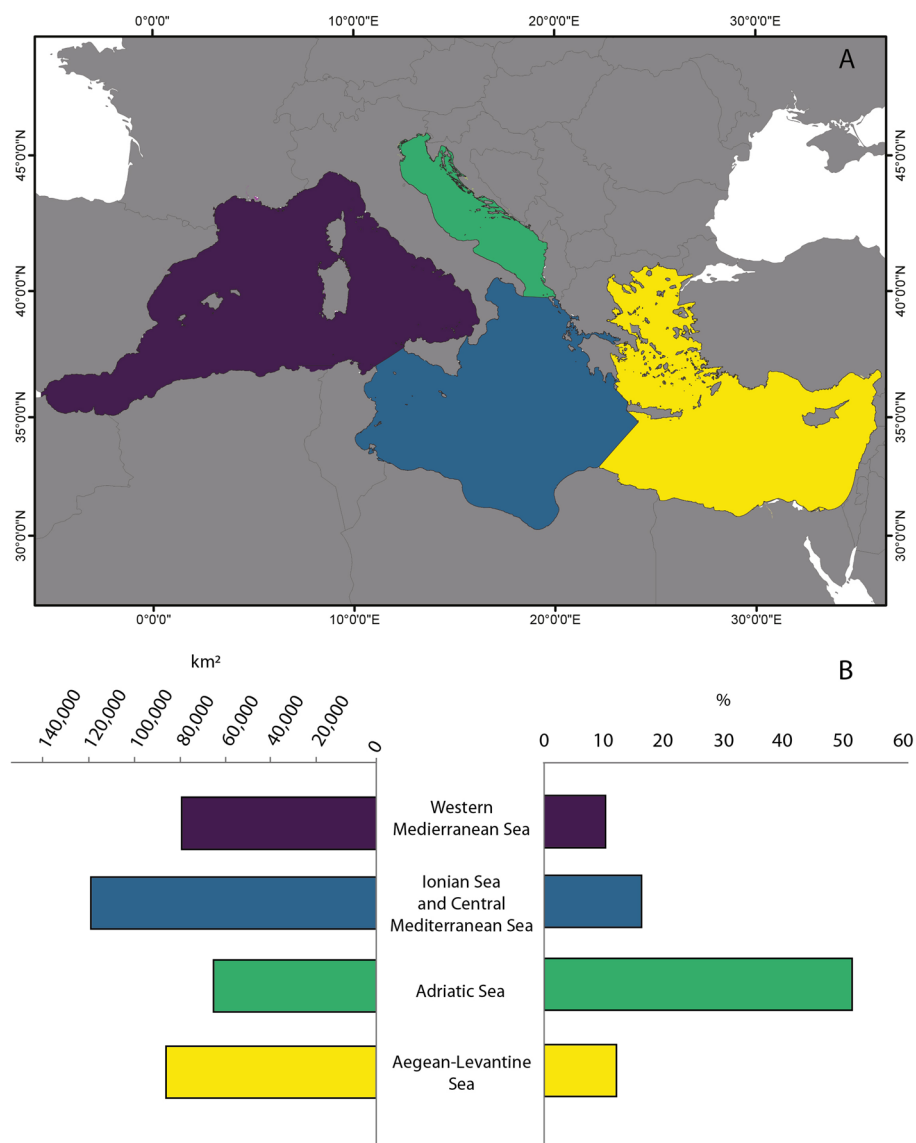 0°0'0"
10°0'0"E
20°0'0"E
30°0'0"E
A
45°0'0"N
45°0'0"N
40°0'0"N
40°0'0"N
35°0'0"N
35°0'0"N
30°0'0"N
30°0'0"N
0°0'0"
10°0'0"E
20°0'0"E
30°0'0"E
km²
B
%
140,000
120,000
100,000
80,000
60,000
40,000
20,000
0
0
10
20
30
40
50
60
Western
Medierranean Sea
Ionian Sea
and Central
Mediterranean Sea
Adriatic Sea
Aegean-Levantine
Sea